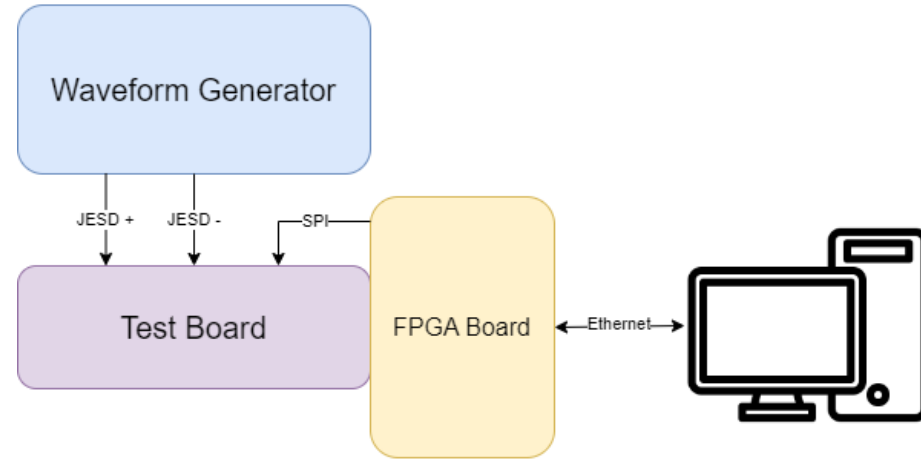 Waveform Generator
JESD +
JESD -
SPI
Test Board
FPGA Board
Ethernet